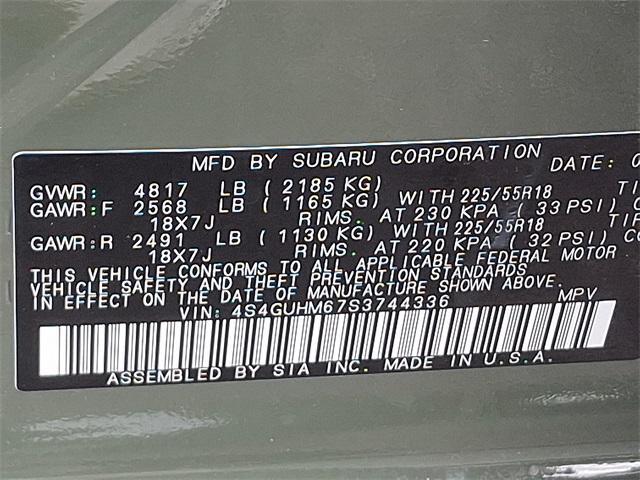 MFD BY SUBARU CORPORATION DATE: 0
GVWR: 4817 LB ( 2185 KG)
GAWR:F 2568 LB ( 1165 KG) WITH 225/55R18 TI
18X7J RIMS. AT 230 KPA ( 33 PSI)
GAWR:R 2491 LB ( 1130 KG) WITH 225/55R18 TI
18X7J RIMS. AT 220 KPA ( 32 PSI)
THIS VEHICLE CONFORMS TO ALL APPLICABLE FEDERAL MOTOR
VEHICLE SAFETY AND THEFT PREVENTION STANDARDS
IN EFFECT ON THE DATE OF MANUFACTURE SHOWN ABOVE.
VIN: 4S4GUHM67S3744336 MPV
ASSEMBLED BY SIA INC. MADE IN U.S.A.